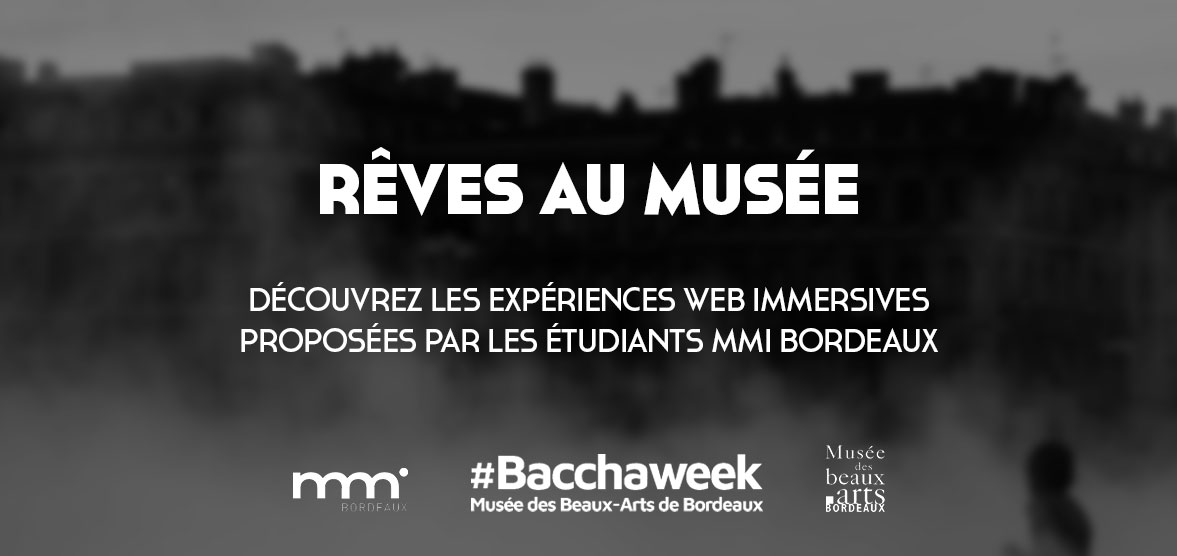 RÊVES AU MUSÉE
DÉCOUVREZ LES EXPÉRIENCES WEB IMMERSIVES
PROPOSÉES PAR LES ÉTUDIANTS MMI BORDEAUX
mmi
BORDEAUX
#Bacchaweek
Musée des Beaux-Arts de Bordeaux
Musée
des
beaux
arts
BORDEAUX